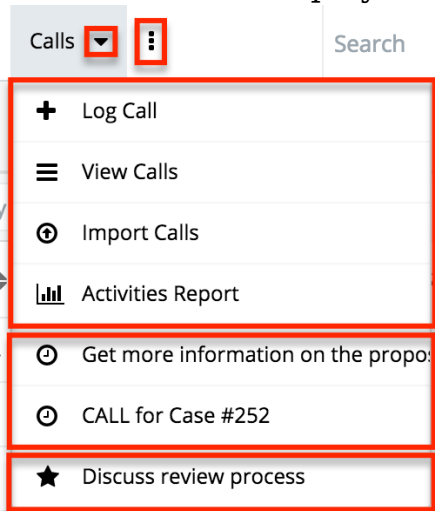 Calls
Search
Log Call
View Calls
Import Calls
Activities Report
Get more information on the propo
CALL for Case #252
Discuss review process